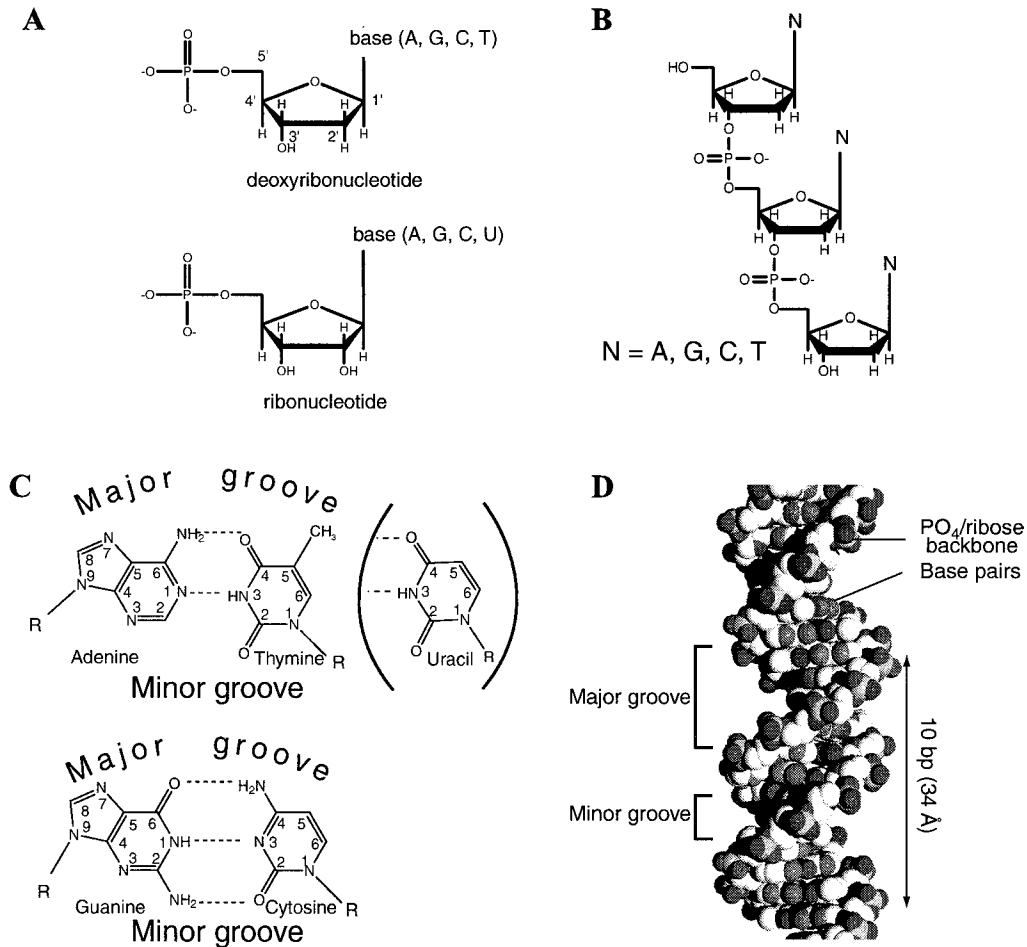 A
base (A, G, C, T)
O
-O P O
O-
5'
O
4'
H H
1'
H 3' 2' H
OH H
deoxyribonucleotide
base (A, G, C, U)
O
-O P O
O-
O
H H
H H
OH OH
ribonucleotide
B
N
HO
O
H H
H H
O
N
O P O-
O
O
H H
H H
O
N
O P O-
O
O
H H
H H
OH
N = A, G, C, T
C
Major groove
NH2 O CH3
7 8 5 6 4 5
N N 9 4 N 1 HN 3 6
N 3 2 2 N 1
R O R
Adenine Thymine
Minor groove
O
4 5
HN 3 6
2 N 1
O R
Uracil
Major groove
O H2N
N 7 8 5 6 4 5
N 9 4 1 NH N 3 6
N 3 2 2 N 1
R NH2 O R
Guanine Cytosine
Minor groove
D
PO4/ribose
backbone
Base pairs
Major groove
Minor groove
10 bp (34 Å)